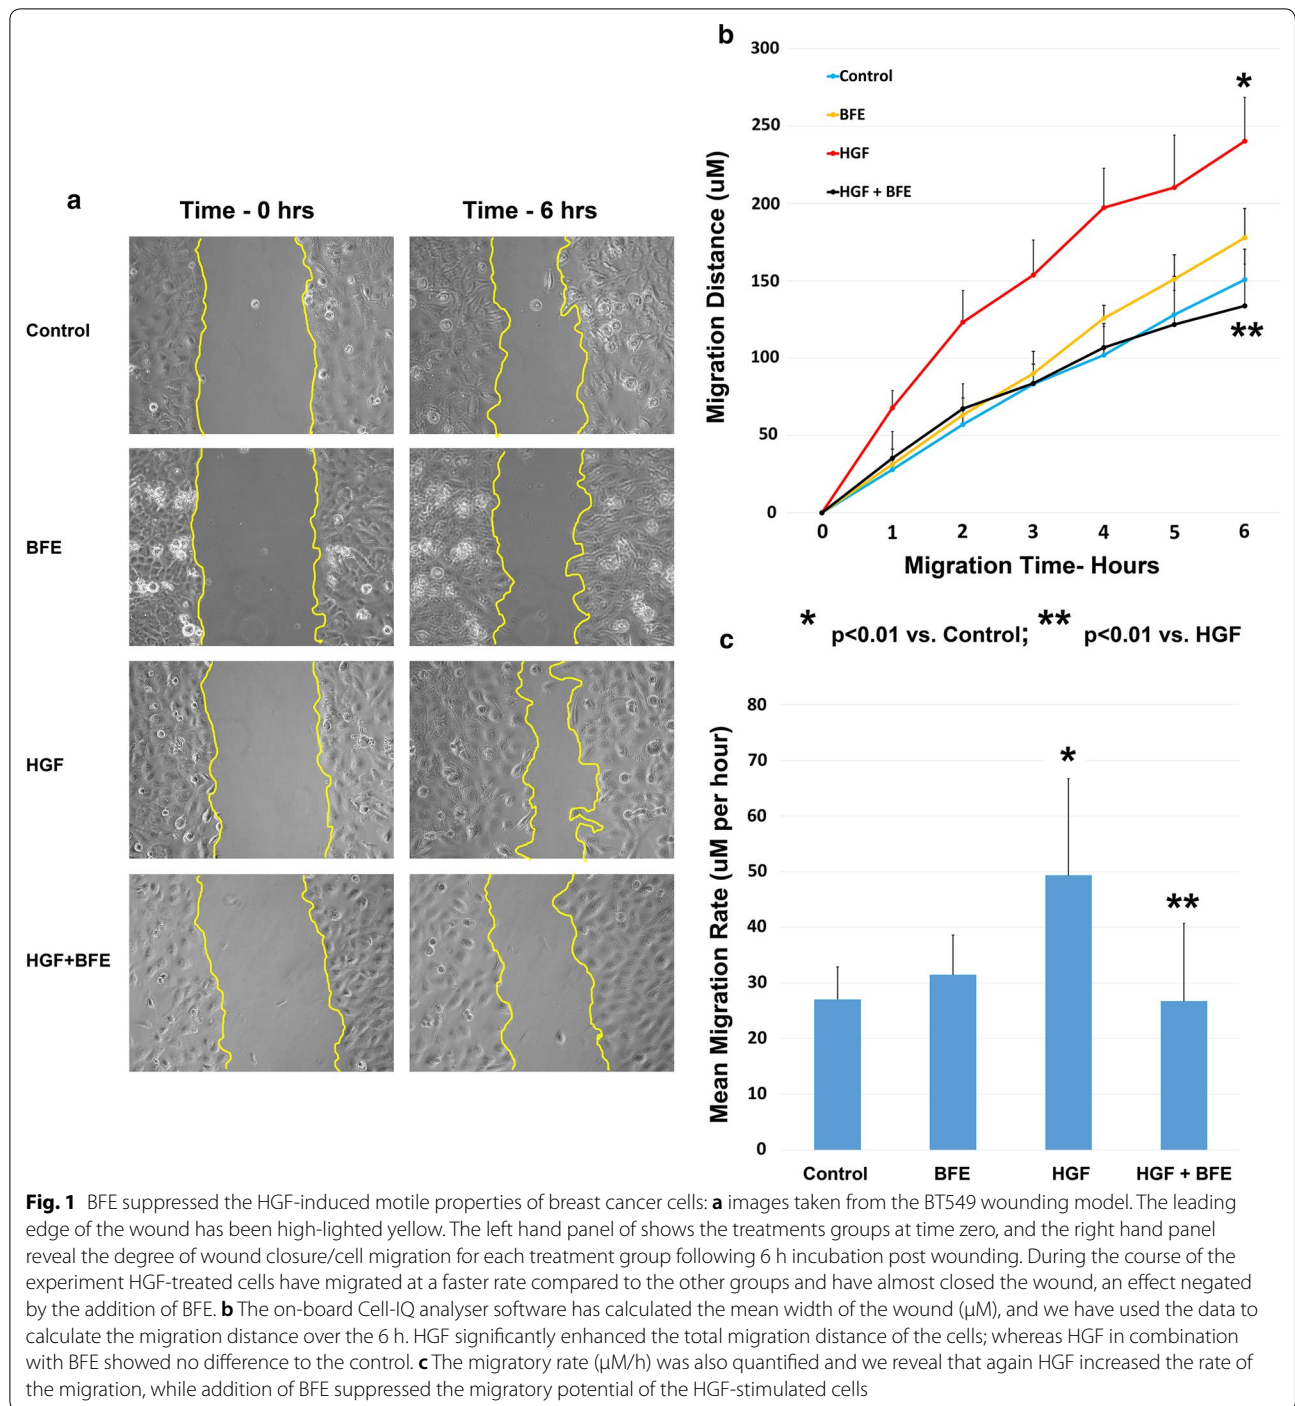 a
Time - 0 hrs
Time - 6 hrs
Control
BFE
HGF
HGF+BFE
b
300
250
200
150
100
50
0
Migration Distance (uM)
Control
BFE
HGF
HGF + BFE
*
**
0 1 2 3 4 5 6
Migration Time- Hours
* p<0.01 vs. Control; ** p<0.01 vs. HGF
c
80
70
60
50
40
30
20
10
0
Mean Migration Rate (uM per hour)
*
**
Control BFE HGF HGF + BFE
Fig. 1 BFE suppressed the HGF-induced motile properties of breast cancer cells: a images taken from the BT549 wounding model. The leading
edge of the wound has been high-lighted yellow. The left hand panel of shows the treatments groups at time zero, and the right hand panel
reveal the degree of wound closure/cell migration for each treatment group following 6 h incubation post wounding. During the course of the
experiment HGF-treated cells have migrated at a faster rate compared to the other groups and have almost closed the wound, an effect negated
by the addition of BFE. b The on-board Cell-IQ analyser software has calculated the mean width of the wound (μM), and we have used the data to
calculate the migration distance over the 6 h. HGF significantly enhanced the total migration distance of the cells; whereas HGF in combination
with BFE showed no difference to the control. c The migratory rate (μM/h) was also quantified and we reveal that again HGF increased the rate of
the migration, while addition of BFE suppressed the migratory potential of the HGF-stimulated cells